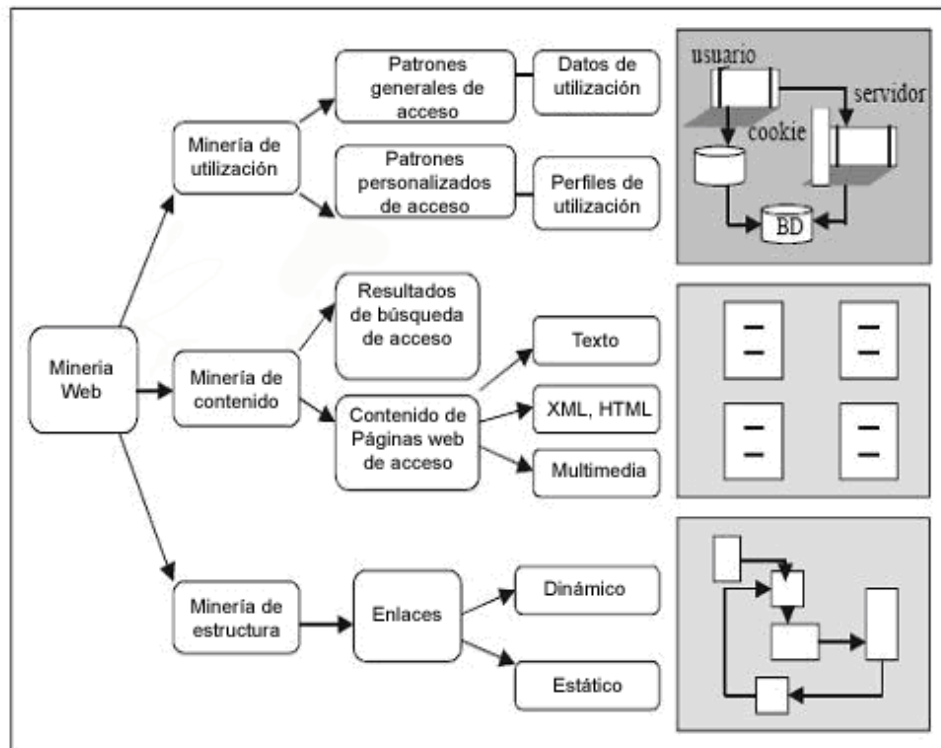 Patrones
generales de
acceso
Datos de
utilización
Minería de
utilización
Patrones
personalizados
de acceso
Perfiles de
utilización
usuario
servidor
cookie
BD
Mineria
Web
Minería de
contenido
Resultados
de búsqueda
de acceso
Contenido de
Páginas web
de acceso
Texto
XML, HTML
Multimedia
Minería de
estructura
Enlaces
Dinámico
Estático